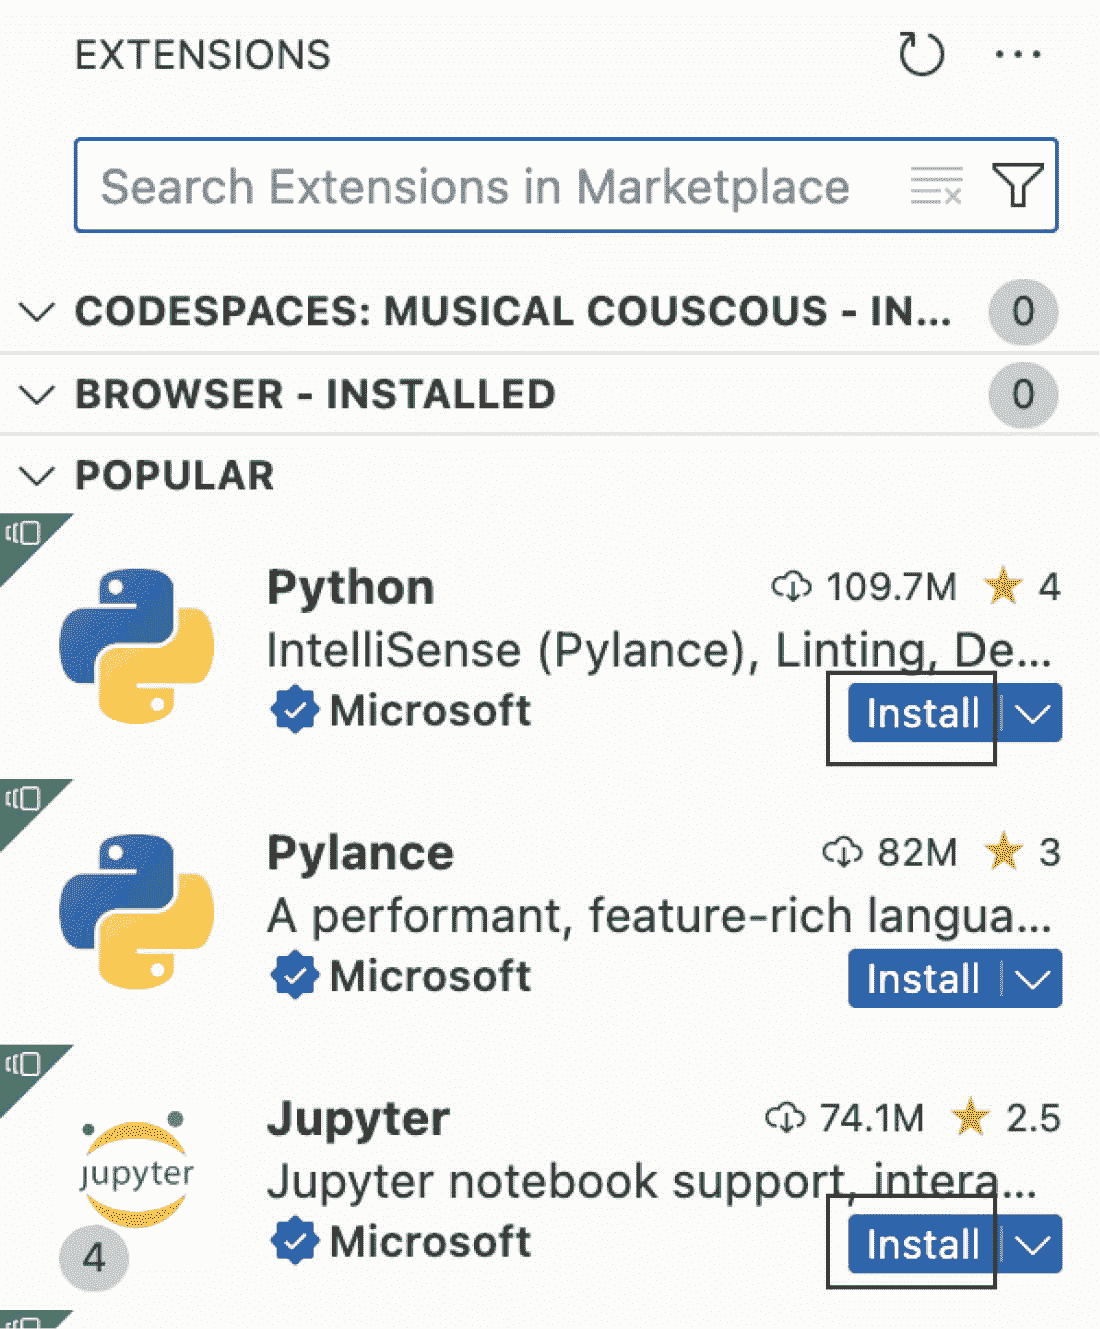 EXTENSIONS
Search Extensions in Marketplace
CODESPACES: MUSICAL COUSCOUS - IN... 0
BROWSER - INSTALLED 0
POPULAR
Python 109.7M 4
IntelliSense (Pylance), Linting, De...
Microsoft Install
Pylance 82M 3
A performant, feature-rich langua...
Microsoft Install
Jupyter 74.1M 2.5
jupyter
Jupyter notebook support, intera...
Microsoft Install
4